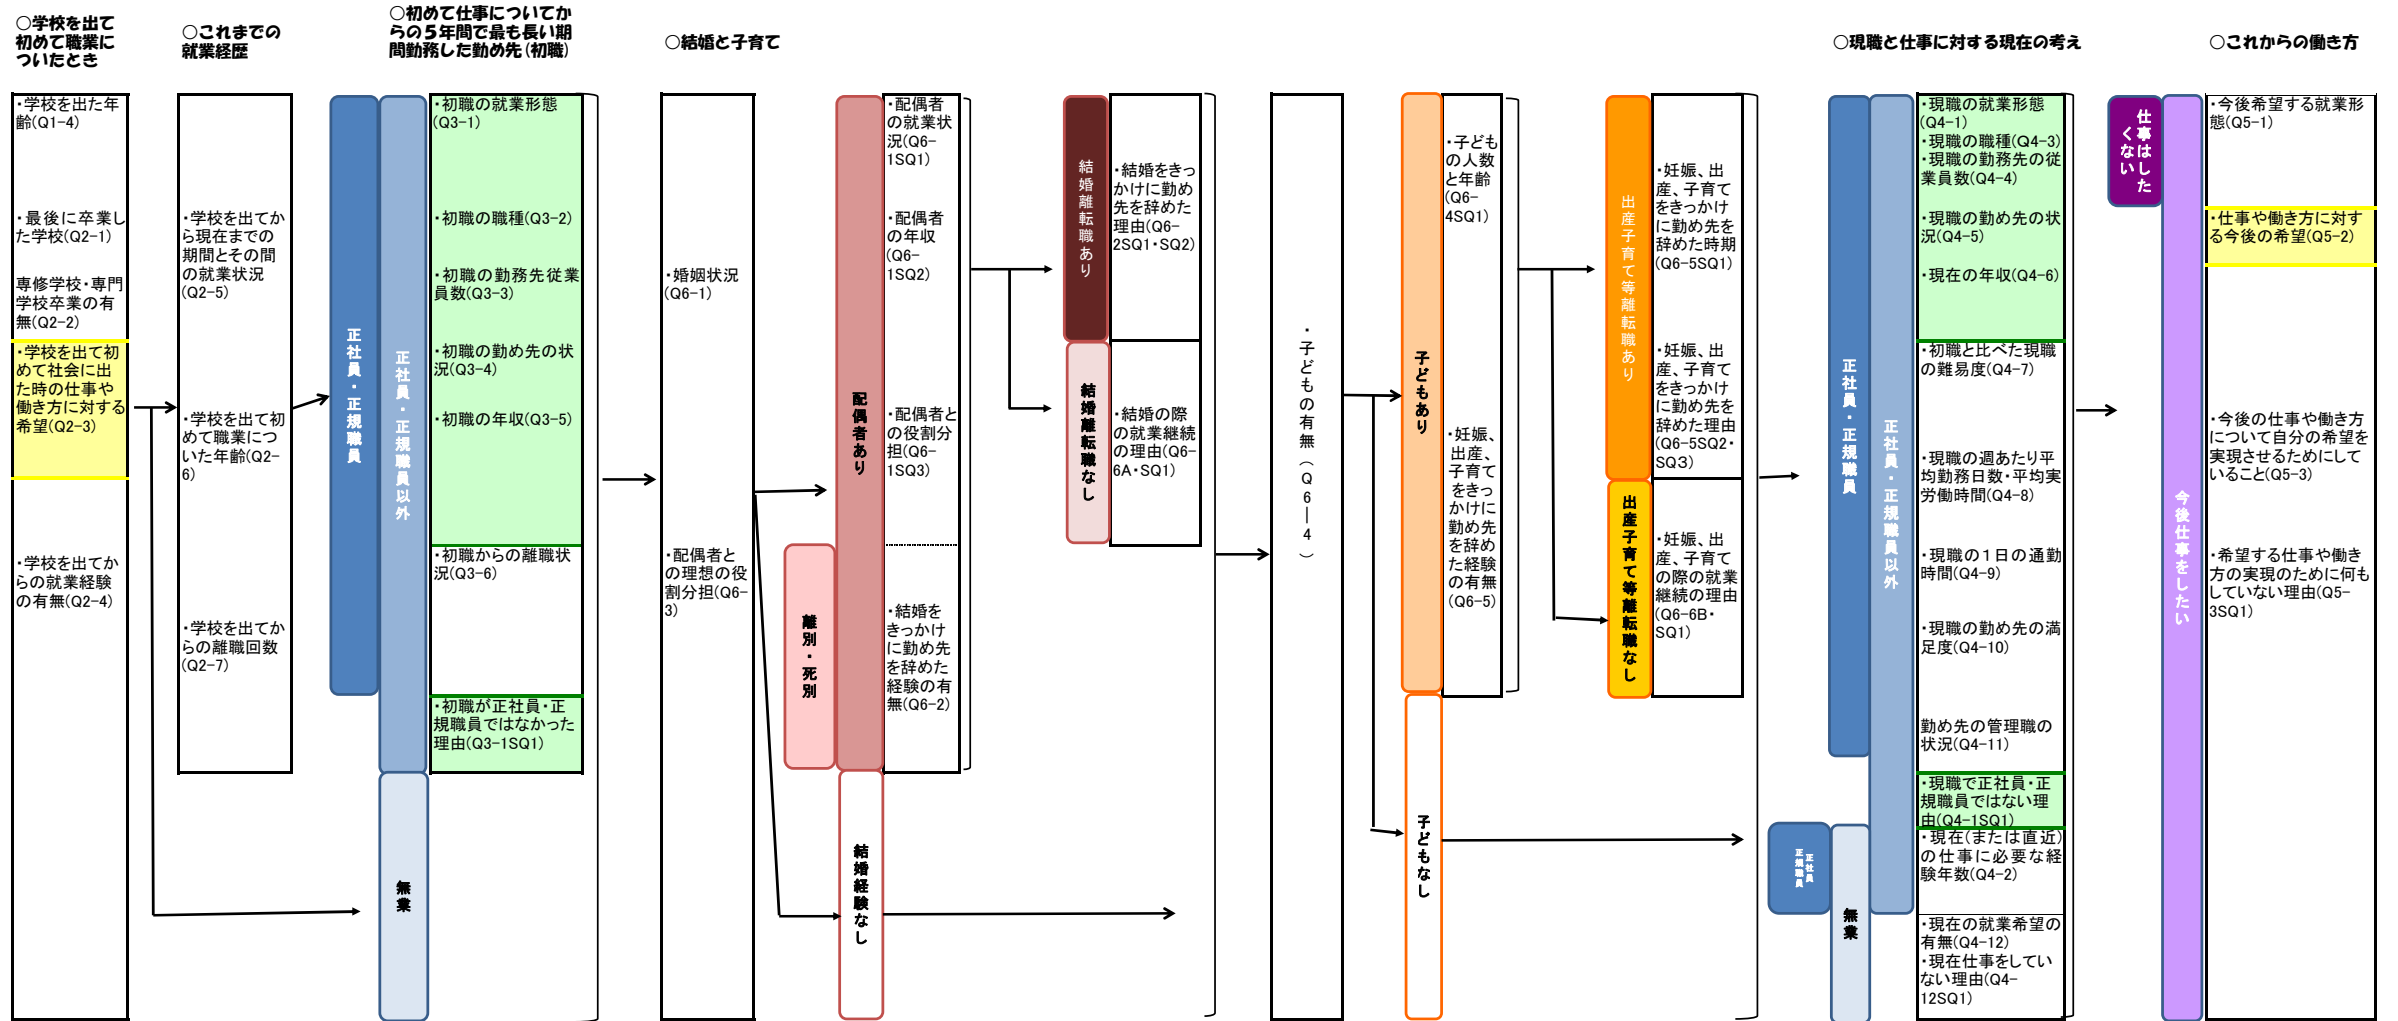 ○学校を出て
初めて職業に
ついたとき
・学校を出た年
齢(Q1-4)
・最後に卒業し
た学校(Q2-1)
専修学校・専門
学校卒業の有
無(Q2-2)
・学校を出て初
めて社会に出
た時の仕事や
働き方に対する
希望(Q2-3)
・学校を出てか
らの就業経験
の有無(Q2-4)
○これまでの
就業経歴
・学校を出てか
ら現在までの
期間とその間
の就業状況
(Q2-5)
・学校を出て初
めて職業につ
いた年齢(Q2-
6)
・学校を出てか
らの離職回数
(Q2-7)
○初めて仕事についてか
らの5年間で最も長い期
間勤務した勤め先(初職)
正社員・正規職員
正社員・正規職員以外
無業
・初職の就業形態
(Q3-1)
・初職の職種(Q3-2)
・初職の勤務先従業
員数(Q3-3)
・初職の勤め先の状
況(Q3-4)
・初職の年収(Q3-5)
・初職からの離職状
況(Q3-6)
・初職が正社員・正
規職員ではなかった
理由(Q3-1SQ1)
○結婚と子育て
・婚姻状況
(Q6-1)
・配偶者と
の理想の役
割分担(Q6-
3)
離別・死別
配偶者あり
結婚経験なし
・配偶者
の就業状
況(Q6-
1SQ1)
・配偶者
の年収
(Q6-
1SQ2)
・配偶者と
の役割分
担(Q6-
1SQ3)
・結婚を
きっかけ
に勤め先
を辞めた
経験の有
無(Q6-2)
結婚離転職あり
結婚離転職なし
・結婚をきっ
かけに勤め
先を辞めた
理由(Q6-
2SQ1・SQ2)
・結婚の際
の就業継続
の理由(Q6-
6A・SQ1)
・子どもの有無(Q6―4)
子どもあり
子どもなし
・子ども
の人数
と年齢
(Q6-
4SQ1)
・妊娠、
出産、
子育て
をきっ
かけに
勤め先
を辞め
た経験
の有無
(Q6-5)
出産子育て等離転職あり
出産子育て等離転職なし
・妊娠、出
産、子育て
をきっかけ
に勤め先を
辞めた時期
(Q6-5SQ1)
・妊娠、出
産、子育て
をきっかけ
に勤め先を
辞めた理由
(Q6-5SQ2・
SQ3)
・妊娠、出
産、子育て
の際の就業
継続の理由
(Q6-6B・
SQ1)
○現職と仕事に対する現在の考え
正社員・正規職員
正社員・正規職員以外
正社員
正規職員
無業
・現職の就業形態
(Q4-1)
・現職の職種(Q4-3)
・現職の勤務先の従
業員数(Q4-4)
・現職の勤め先の状
況(Q4-5)
・現在の年収(Q4-6)
・初職と比べた現職
の難易度(Q4-7)
・現職の週あたり平
均勤務日数・平均実
労働時間(Q4-8)
・現職の1日の通勤
時間(Q4-9)
・現職の勤め先の満
足度(Q4-10)
勤め先の管理職の
状況(Q4-11)
・現職で正社員・正
規職員ではない理
由(Q4-1SQ1)
・現在(または直近)
の仕事に必要な経
験年数(Q4-2)
・現在の就業希望の
有無(Q4-12)
・現在仕事をしてい
ない理由(Q4-
12SQ1)
○これからの働き方
仕事はした
くない
今後仕事をしたい
・今後希望する就業形
態(Q5-1)
・仕事や働き方に対す
る今後の希望(Q5-2)
・今後の仕事や働き方
について自分の希望を
実現させるためにして
いること(Q5-3)
・希望する仕事や働き
方の実現のために何も
していない理由(Q5-
3SQ1)